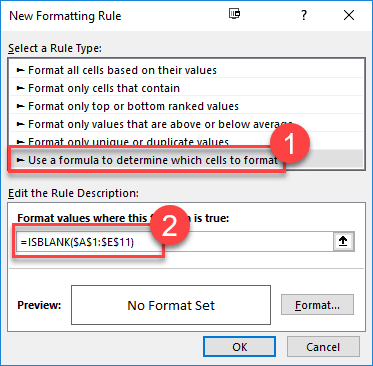 New Formatting Rule
Select a Rule Type:
► Format all cells based on their values
► Format only cells that contain
► Format only top or bottom ranked values
► Format only values that are above or below average
► Format only unique or duplicate values
► Use a formula to determine which cells to format
1
Edit the Rule Description:
Format values where this is true:
2
=ISBLANK($A$1:$E$11)
Preview:
No Format Set
Format...
OK
Cancel